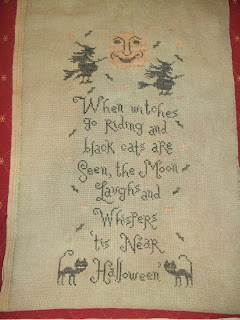 When witches
go Riding and
black cats are
Seen, the Moon
Laughs and
Whispers
'tis Near
Halloween